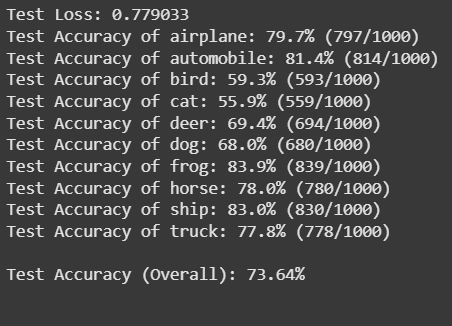 Test Loss: 0.779033
Test Accuracy of airplane: 79.7% (797/1000)
Test Accuracy of automobile: 81.4% (814/1000)
Test Accuracy of bird: 59.3% (593/1000)
Test Accuracy of cat: 55.9% (559/1000)
Test Accuracy of deer: 69.4% (694/1000)
Test Accuracy of dog: 68.0% (680/1000)
Test Accuracy of frog: 83.9% (839/1000)
Test Accuracy of horse: 78.0% (780/1000)
Test Accuracy of ship: 83.0% (830/1000)
Test Accuracy of truck: 77.8% (778/1000)
Test Accuracy (Overall): 73.64%